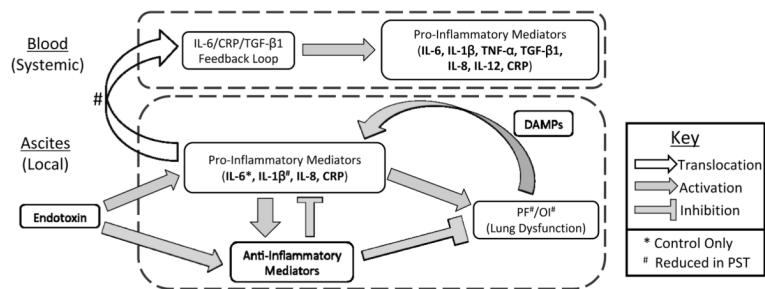 Blood
(Systemic)
IL-6/CRP/TGF-β1
Feedback Loop
Pro-Inflammatory Mediators
(IL-6, IL-1β, TNF-α, TGF-β1,
IL-8, IL-12, CRP)
#
Ascites
(Local)
DAMPs
Pro-Inflammatory Mediators
(IL-6*, IL-1β#, IL-8, CRP)
Endotoxin
PF#/OI#
(Lung Dysfunction)
Anti-Inflammatory
Mediators
Key
Translocation
Activation
Inhibition
* Control Only
# Reduced in PST